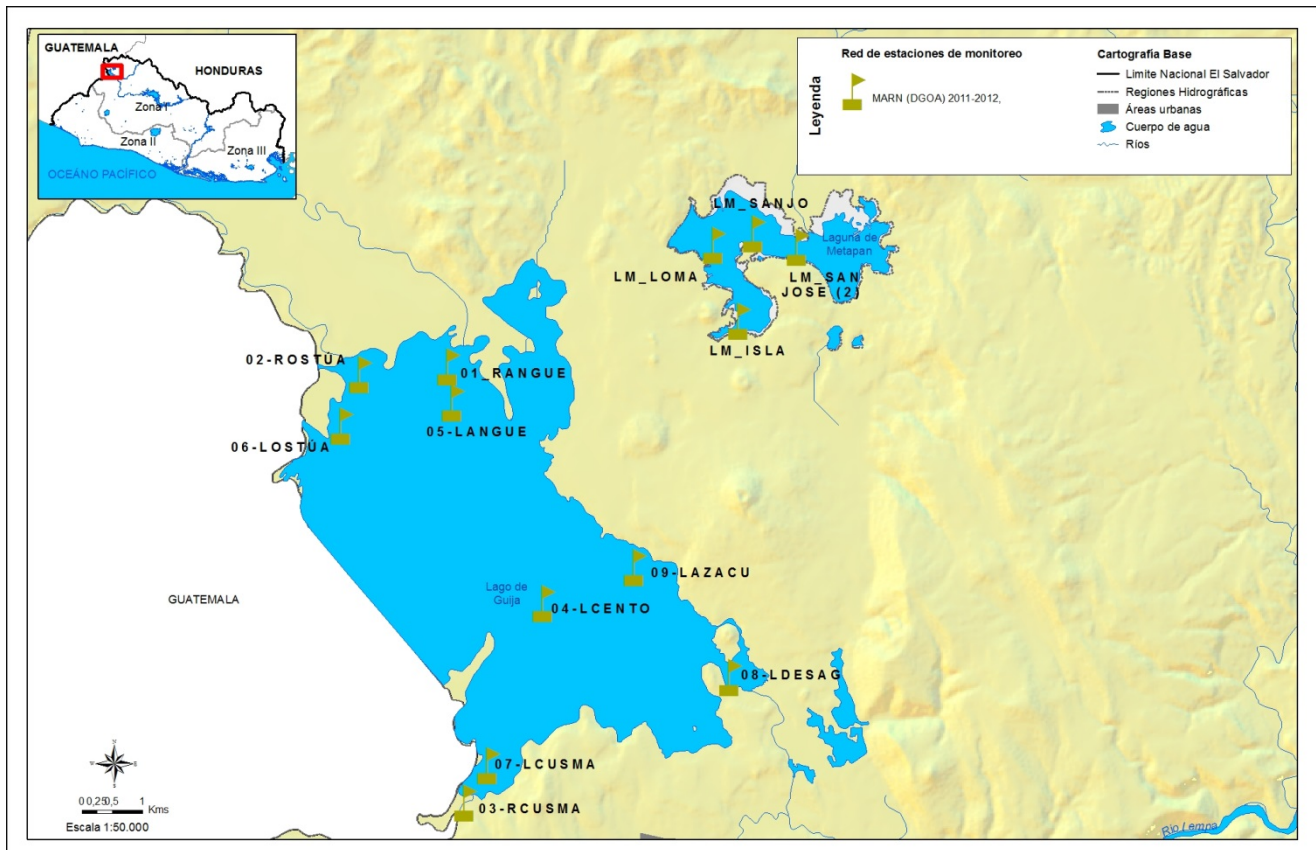 GUATEMALA
HONDURAS
Zona I
Zona II
Zona III
OCEÁNO PACÍFICO
Leyenda
Red de estaciones de monitoreo
MARN (DGOA) 2011-2012,
Cartografía Base
Limite Nacional El Salvador
Regiones Hidrográficas
Áreas urbanas
Cuerpo de agua
Ríos
LM_SANJO
Laguna de
Metapan
LM_LOMA
LM_SAN
JOSE (2)
LM_ISLA
02-ROSTÚA
01_RANGUE
05-LANGUE
06-LOSTÚA
09-LAZACU
Lago de
Guija
04-LCENTO
GUATEMALA
08-LDESAG
07-LCUSMA
03-RCUSMA
0 0,25 0,5 1
Kms
Escala 1:50.000
Rio Lempa